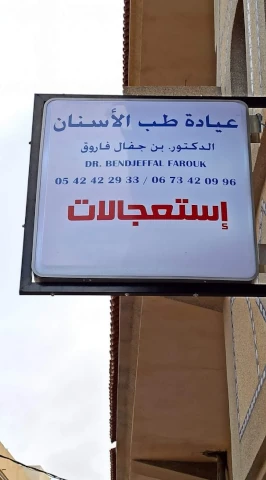 عيادة طب الأسنان
الدكتور. بن جفال فاروق
DR. BENDJEFFAL FAROUK
05 42 42 29 33 / 06 73 42 09 96
إستعجالات